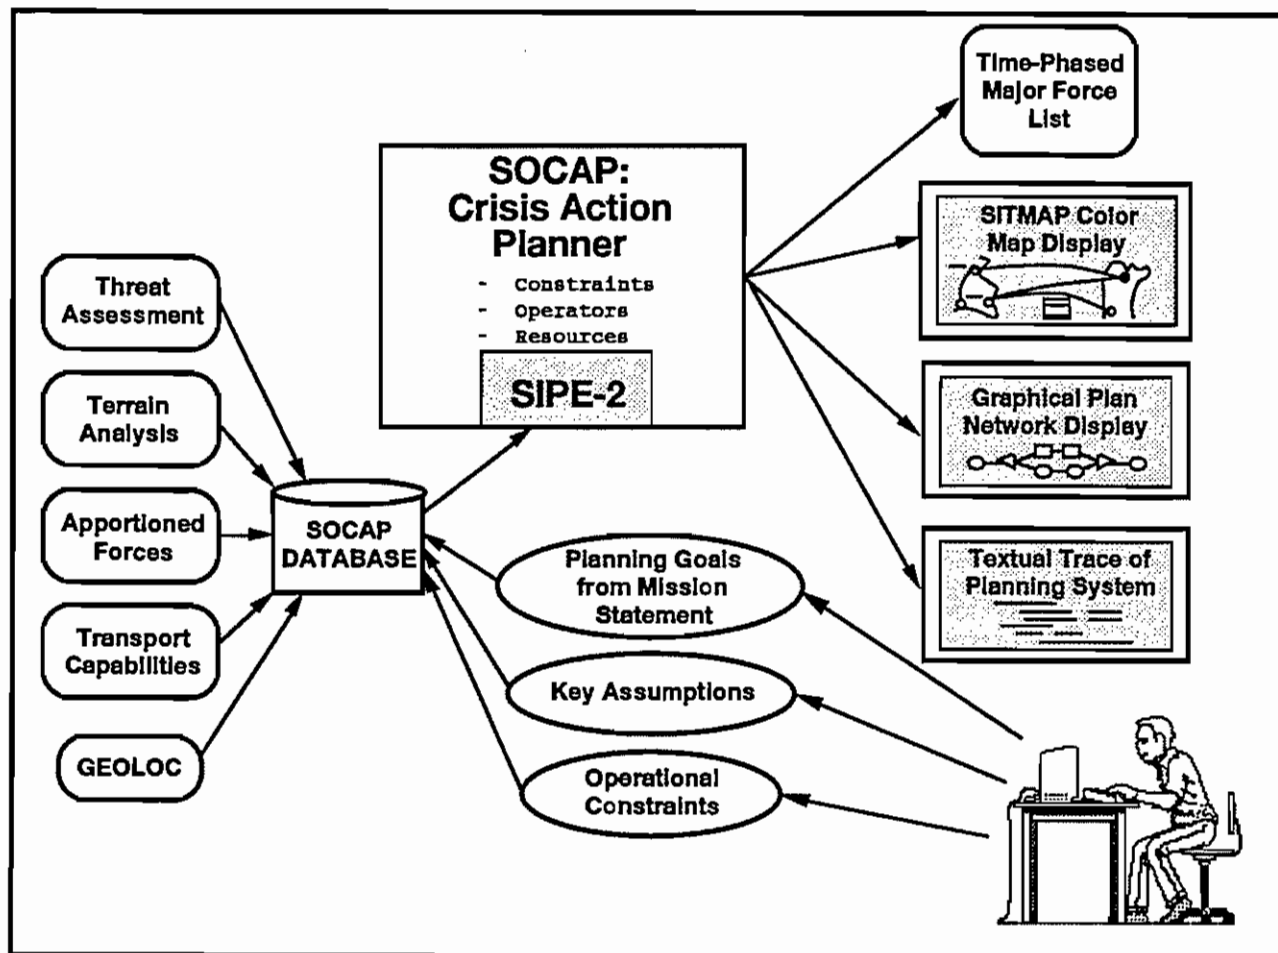 Time-Phased
Major Force
List
SOCAP:
Crisis Action
Planner
- Constraints
- Operators
- Resources
SIPE-2
SITMAP Color
Map Display
Graphical Plan
Network Display
Textual Trace of
Planning System
Threat
Assessment
Terrain
Analysis
Apportioned
Forces
Transport
Capabilities
GEOLOC
SOCAP
DATABASE
Planning Goals
from Mission
Statement
Key Assumptions
Operational
Constraints